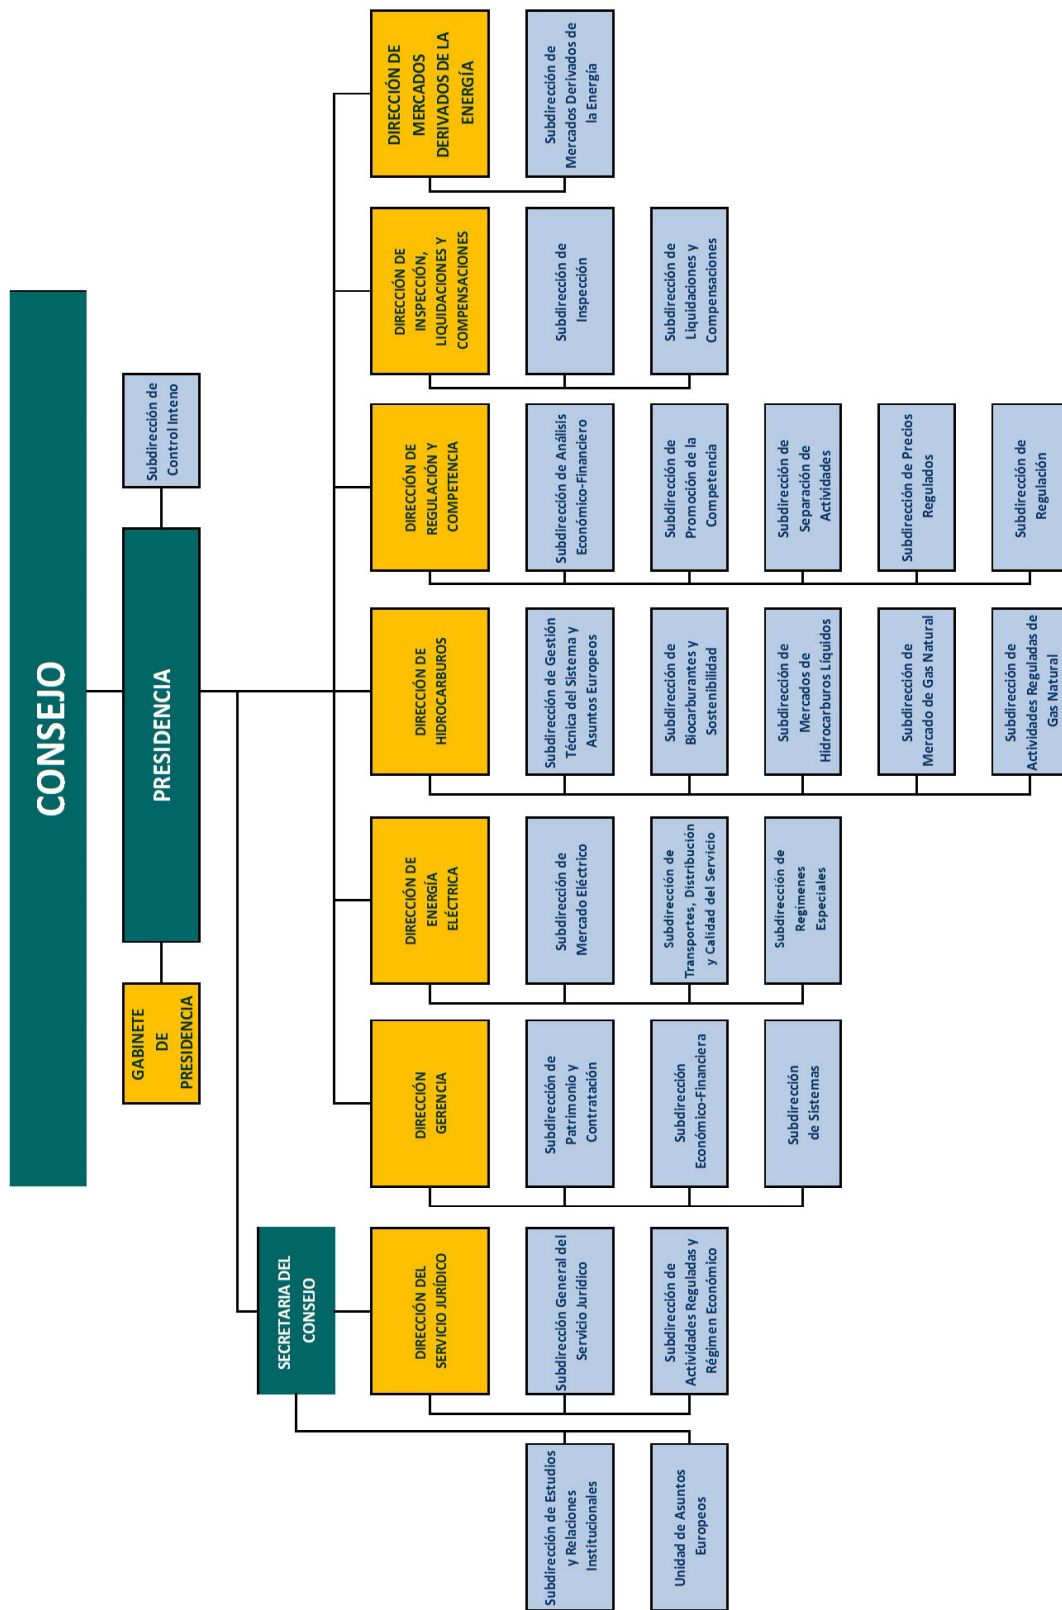 CONSEJO
GABINETE
DE
PRESIDENCIA
PRESIDENCIA
Subdirección de
Control Inteno
SECRETARIA DEL
CONSEJO
DIRECCIÓN DEL
SERVICIO JURÍDICO
DIRECCIÓN
GERENCIA
DIRECCIÓN DE
ENERGÍA
ELÉCTRICA
DIRECCIÓN DE
HIDROCARBUROS
DIRECCIÓN DE
REGULACIÓN Y
COMPETENCIA
DIRECCIÓN DE
INSPECCIÓN,
LIQUIDACIONES Y
COMPENSACIONES
DIRECCIÓN DE
MERCADOS
DERIVADOS DE LA
ENERGÍA
Subdirección de Estudios
y Relaciones
Institucionales
Subdirección General del
Servicio Jurídico
Subdirección de
Patrimonio y
Contratación
Subdirección de
Mercado Eléctrico
Subdirección de Gestión
Técnica del Sistema y
Asuntos Europeos
Subdirección de Análisis
Económico-Financiero
Subdirección de
Inspección
Subdirección de
Mercados Derivados de
la Energía
Unidad de Asuntos
Europeos
Subdirección de
Actividades Reguladas y
Régimen Económico
Subdirección
Económico-Financiera
Subdirección de
Transportes, Distribución
y Calidad del Servicio
Subdirección de
Biocarburantes y
Sostenibilidad
Subdirección de
Promoción de la
Competencia
Subdirección de
Liquidaciones y
Compensaciones
Subdirección
de Sistemas
Subdirección de
Regímenes
Especiales
Subdirección de
Mercados de
Hidrocarburos Líquidos
Subdirección de
Separación de
Actividades
Subdirección de
Mercado de Gas Natural
Subdirección de Precios
Regulados
Subdirección de
Actividades Reguladas de
Gas Natural
Subdirección de
Regulación